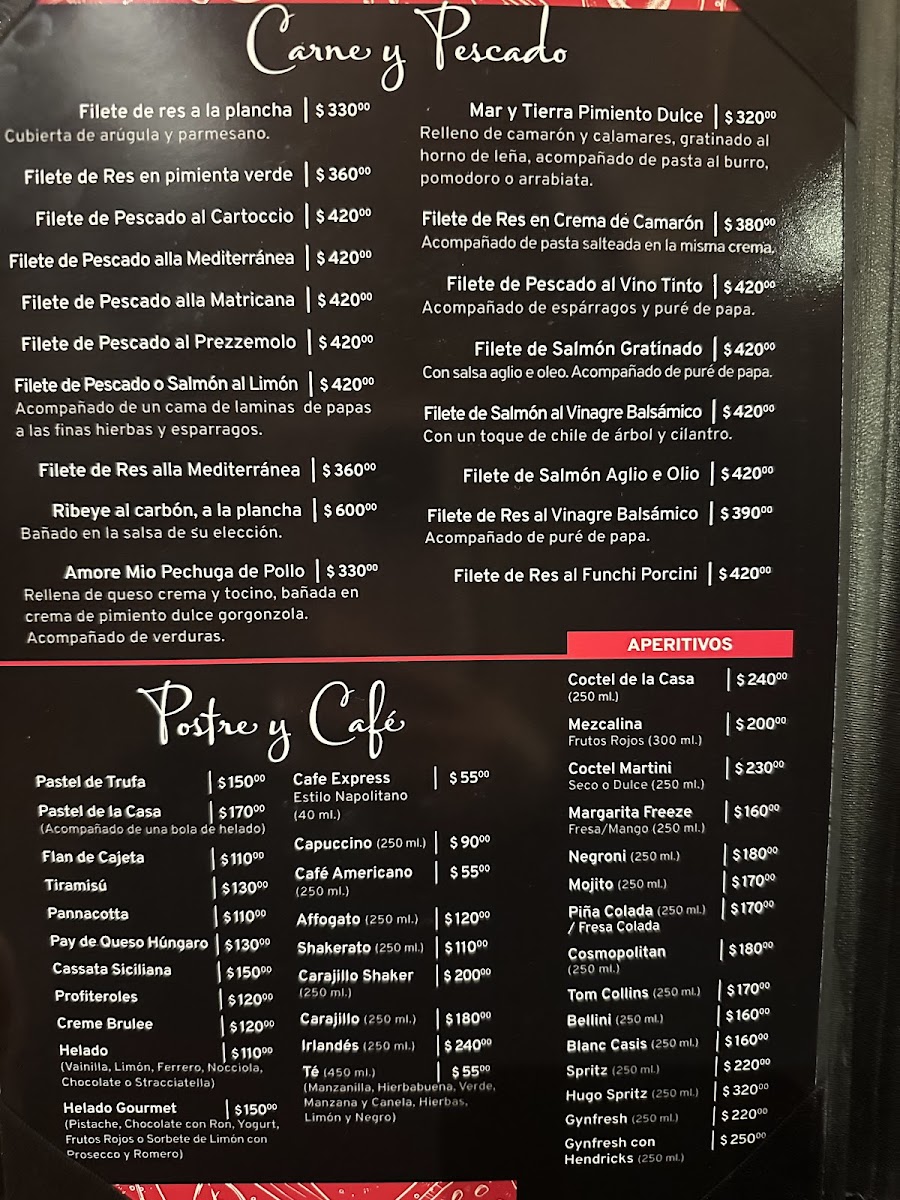 Carne y Pescado
Filete de res a la plancha | $33000
Cubierta de arúgula y parmesano.
Filete de Res en pimienta verde | $36000
Filete de Pescado al Cartoccio | $42000
Filete de Pescado alla Mediterránea | $42000
Filete de Pescado alla Matricana | $42000
Filete de Pescado al Prezzemolo | $42000
Filete de Pescado o Salmón al Limón | $42000
Acompañado de un cama de laminas de papas
a las finas hierbas y esparragos.
Filete de Res alla Mediterránea | $36000
Ribeye al carbón, a la plancha | $60000
Bañado en la salsa de su elección.
Amore Mio Pechuga de Pollo | $33000
Rellena de queso crema y tocino, bañada en
crema de pimiento dulce gorgonzola.
Acompañado de verduras.
Mar y Tierra Pimiento Dulce | $32000
Relleno de camarón y calamares, gratinado al
horno de leña, acompañado de pasta al burro,
pomodoro o arrabiata.
Filete de Res en Crema de Camarón | $38000
Acompañado de pasta salteada en la misma crema.
Filete de Pescado al Vino Tinto | $42000
Acompañado de espárragos y puré de papa.
Filete de Salmón Gratinado | $42000
Con salsa aglio e oleo. Acompañado de puré de papa.
Filete de Salmón al Vinagre Balsámico | $42000
Con un toque de chile de árbol y cilantro.
Filete de Salmón Aglio e Olio | $42000
Filete de Res al Vinagre Balsámico | $39000
Acompañado de puré de papa.
Filete de Res al Funchi Porcini | $42000
Postre y Café
Pastel de Trufa | $15000
Pastel de la Casa | $17000
(Acompañado de una bola de helado)
Flan de Cajeta | $11000
Tiramisú | $13000
Pannacotta | $11000
Pay de Queso Húngaro | $13000
Cassata Siciliana | $15000
Profiteroles | $12000
Creme Brulee | $12000
Helado | $11000
(Vainilla, Limón, Ferrero, Nocciola,
Chocolate o Stracciatella)
Helado Gourmet | $15000
(Pistache, Chocolate con Ron, Yogurt,
Frutos Rojos o Sorbete de Limón con
Prosecco y Romero)
Cafe Express | $5500
Estilo Napolitano
(40 ml.)
Capuccino (250 ml.) | $9000
Café Americano | $5500
(250 ml.)
Affogato (250 ml.) | $12000
Shakerato (250 ml.) | $11000
Carajillo Shaker | $20000
(250 ml.)
Carajillo (250 ml.) | $18000
Irlandés (250 ml.) | $24000
Té (450 ml.) | $5500
(Manzanilla, Hierbabuena, Verde,
Manzana y Canela, Hierbas,
Limón y Negro)
APERITIVOS
Coctel de la Casa | $24000
(250 ml.)
Mezcalina | $20000
Frutos Rojos (300 ml.)
Coctel Martini | $23000
Seco o Dulce (250 ml.)
Margarita Freeze | $16000
Fresa/Mango (250 ml.)
Negroni (250 ml.) | $18000
Mojito (250 ml.) | $17000
Piña Colada (250 ml.) | $17000
/ Fresa Colada
Cosmopolitan | $18000
(250 ml.)
Tom Collins (250 ml.) | $17000
Bellini (250 ml.) | $16000
Blanc Casis (250 ml.) | $16000
Spritz (250 ml.) | $22000
Hugo Spritz (250 ml.) | $32000
Gynfresh (250 ml.) | $22000
Gynfresh con | $25000
Hendricks (250 ml.)